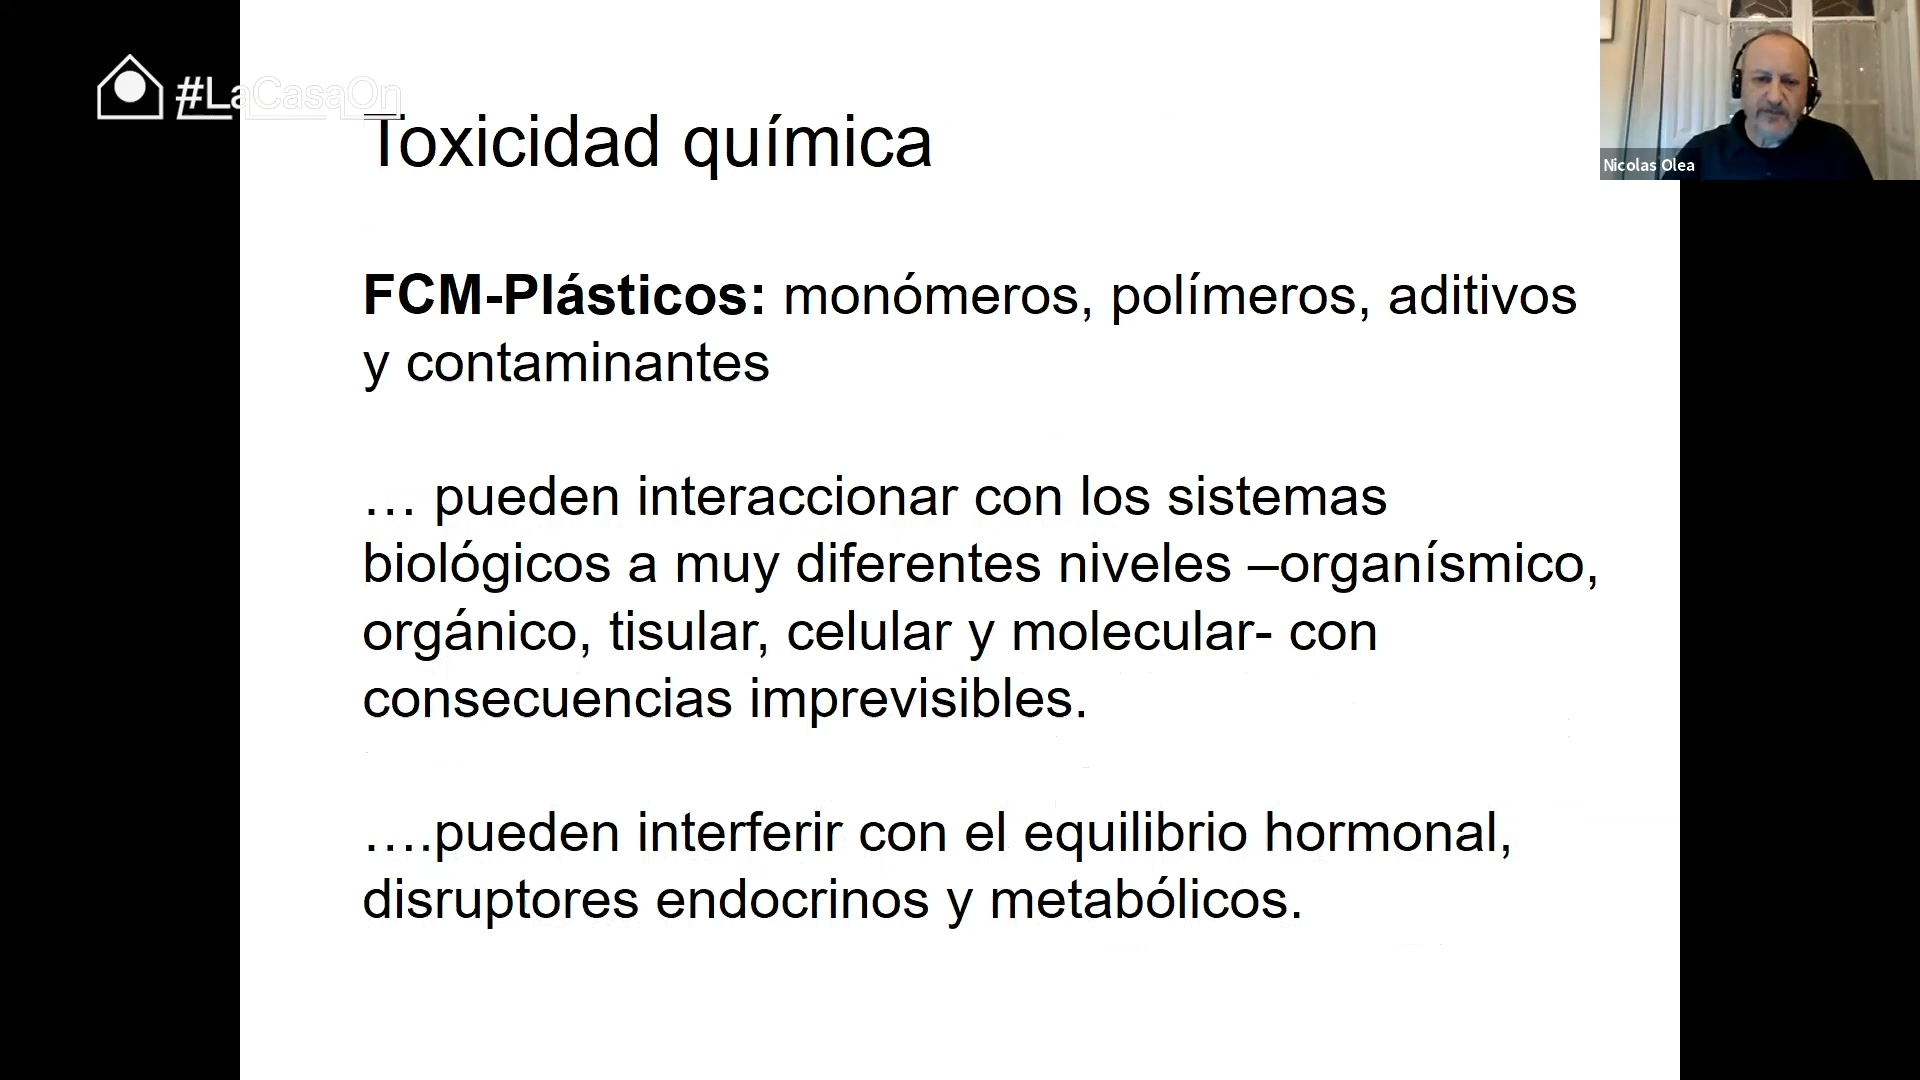 #LaCasaOn
Toxicidad química
Nicolas Olea
FCM-Plásticos: monómeros, polímeros, aditivos
y contaminantes
… pueden interaccionar con los sistemas
biológicos a muy diferentes niveles –organísmico,
orgánico, tisular, celular y molecular- con
consecuencias imprevisibles.
….pueden interferir con el equilibrio hormonal,
disruptores endocrinos y metabólicos.